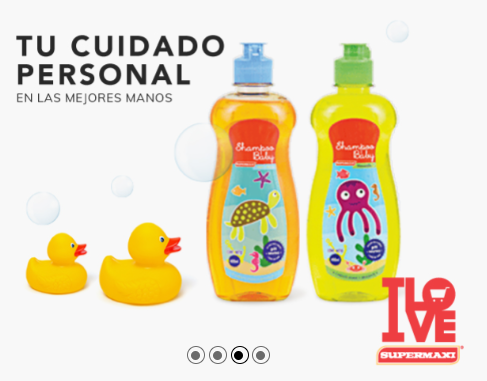 TU CUIDADO
PERSONAL
EN LAS MEJORES MANOS
Shampoo
Baby
Shampoo
Baby
I LOVE
SUPERMAXI